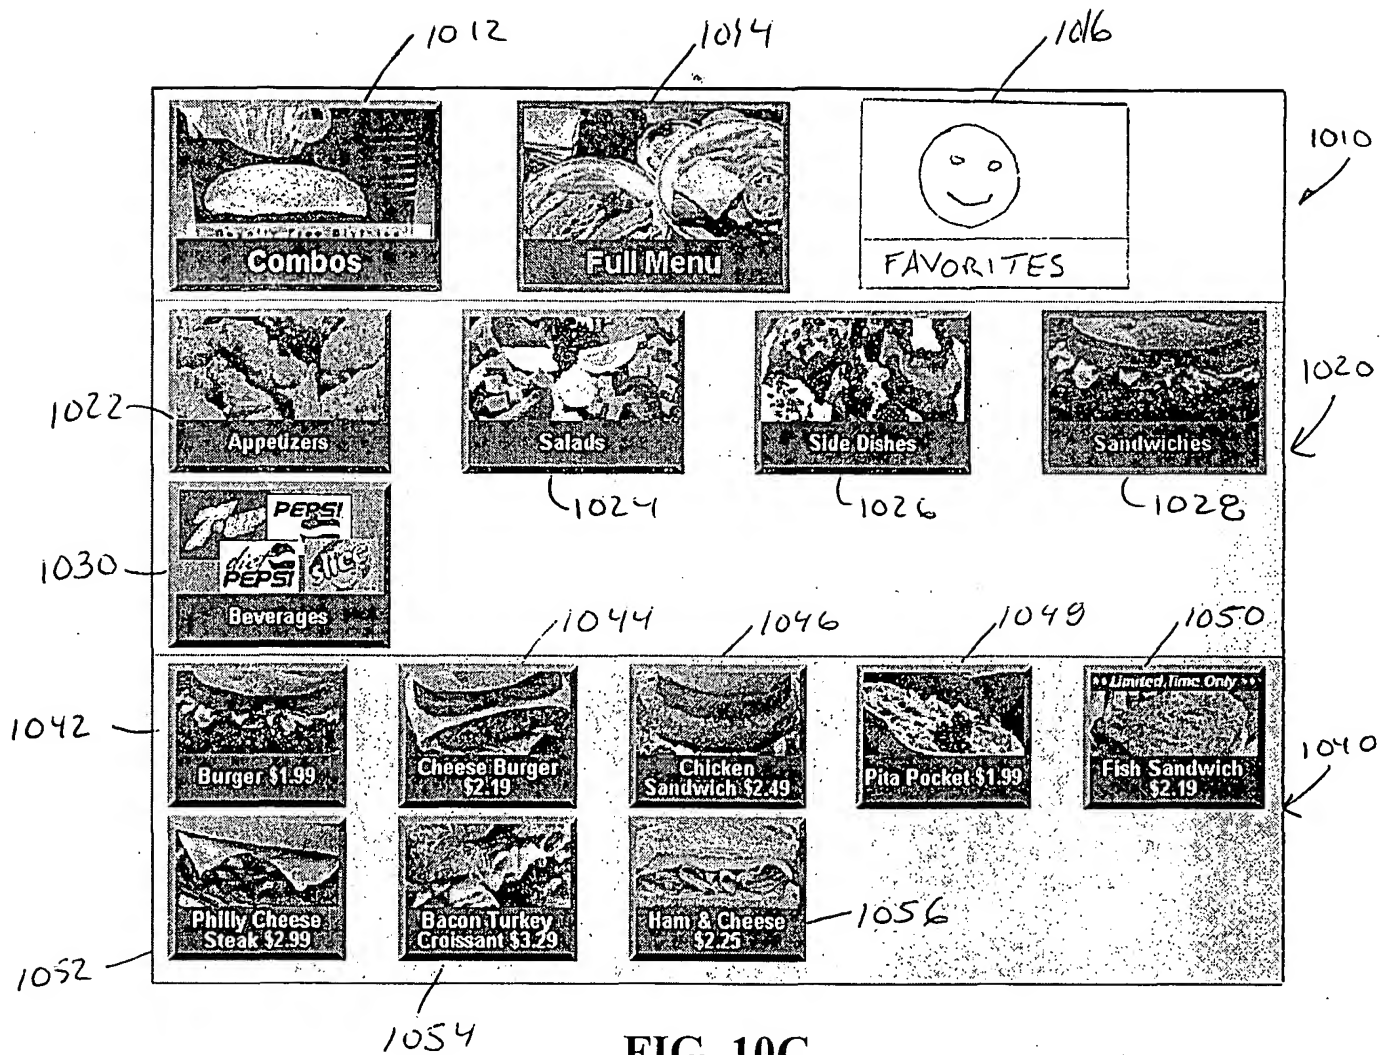 1012 1014 1016
1010
Combos Full Menu FAVORITES
1020
1022
Appetizers Salads Side Dishes Sandwiches
1024 1026 1028
PEPSI
diet PEPSI Slice
1030
Beverages
1044 1046 1049 1050
Limited Time Only
1042
1040
Burger $1.99 Cheese Burger $2.19 Chicken Sandwich $2.49 Pita Pocket $1.99 Fish Sandwich $2.19
1056
Philly Cheese Steak $2.99 Bacon Turkey Croissant $3.29 Ham & Cheese $2.25
1052
1054
FIG. 10C